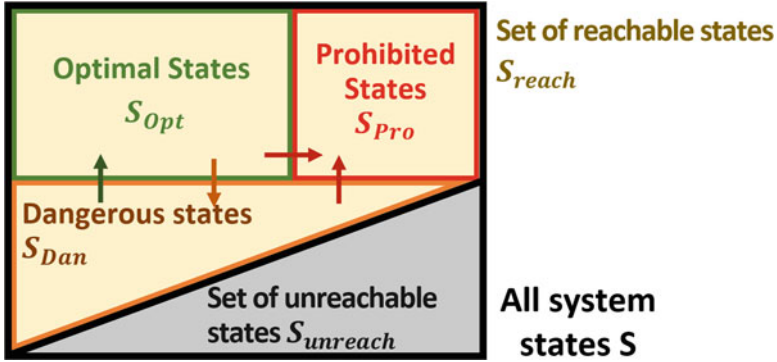 Optimal States
S_Opt
Prohibited
States
S_Pro
Set of reachable states
S_reach
Dangerous states
S_Dan
Set of unreachable
states S_unreach
All system
states S